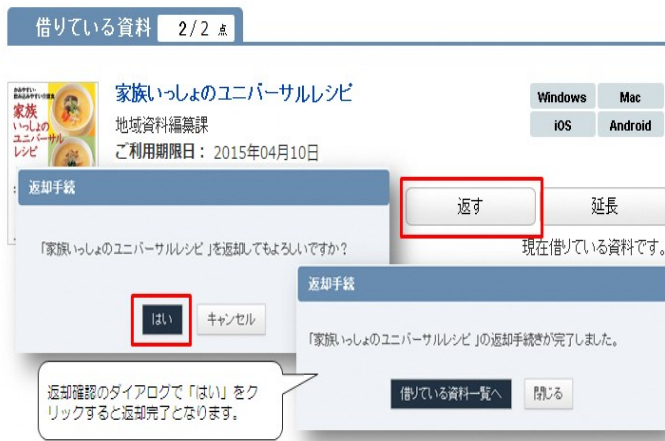 借りている資料 2/2 点
家族
いっしょの
ユニバーサル
レシピ
家族いっしょのユニバーサルレシピ
地域資料編纂課
ご利用期限日： 2015年04月10日
Windows Mac
iOS Android
返す 延長
現在借りている資料です。
返却手続
「家族いっしょのユニバーサルレシピ」を返却してもよろしいですか？
はい キャンセル
返却手続
「家族いっしょのユニバーサルレシピ」の返却手続きが完了しました。
借りている資料一覧へ 閉じる
返却確認のダイアログで「はい」をク
リックすると返却完了となります。